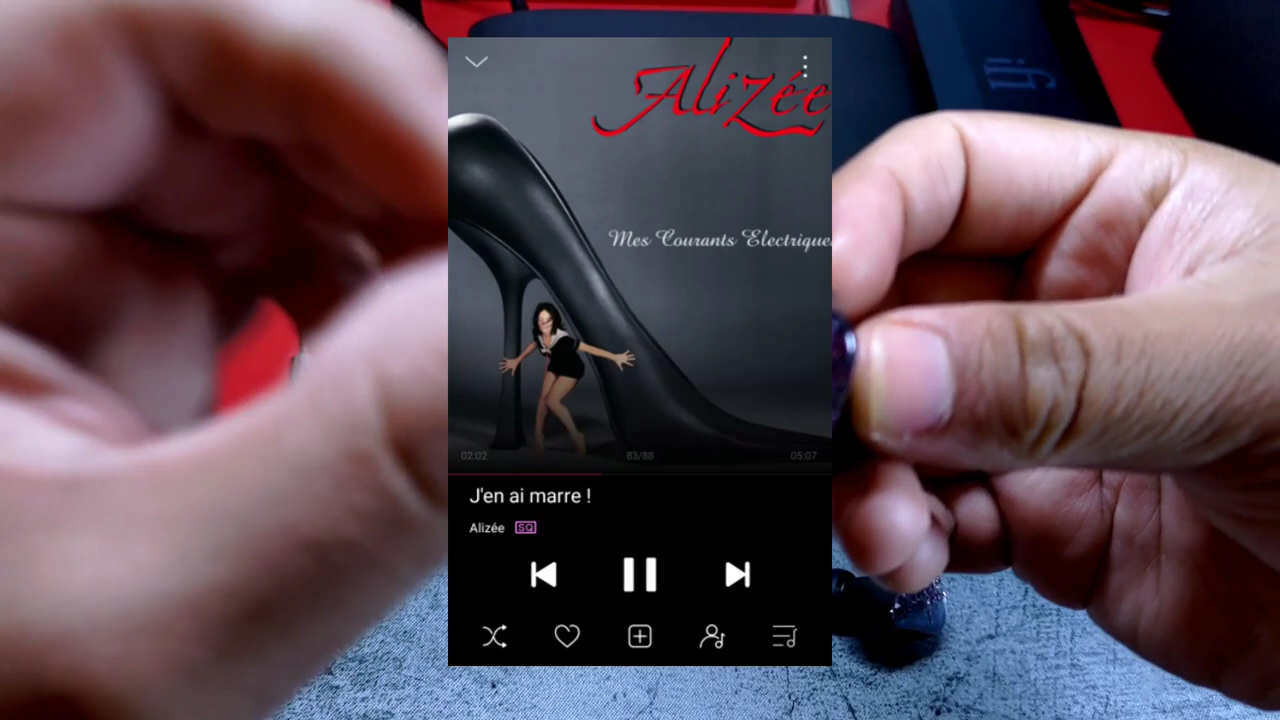 Alizée
Mes Courants Electrique
02:02
83/88
05:07
J'en ai marre !
Alizée SQ